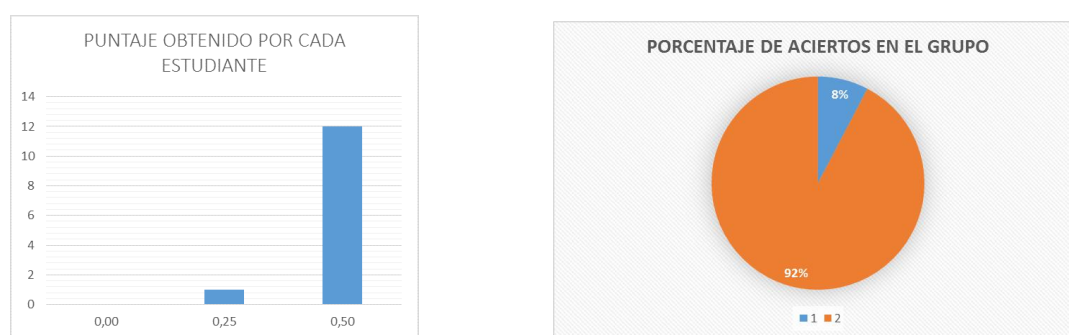 PUNTAJE OBTENIDO POR CADA
ESTUDIANTE
14
12
10
8
6
4
2
0
0,00 0,25 0,50
PORCENTAJE DE ACIERTOS EN EL GRUPO
8%
92%
1 2